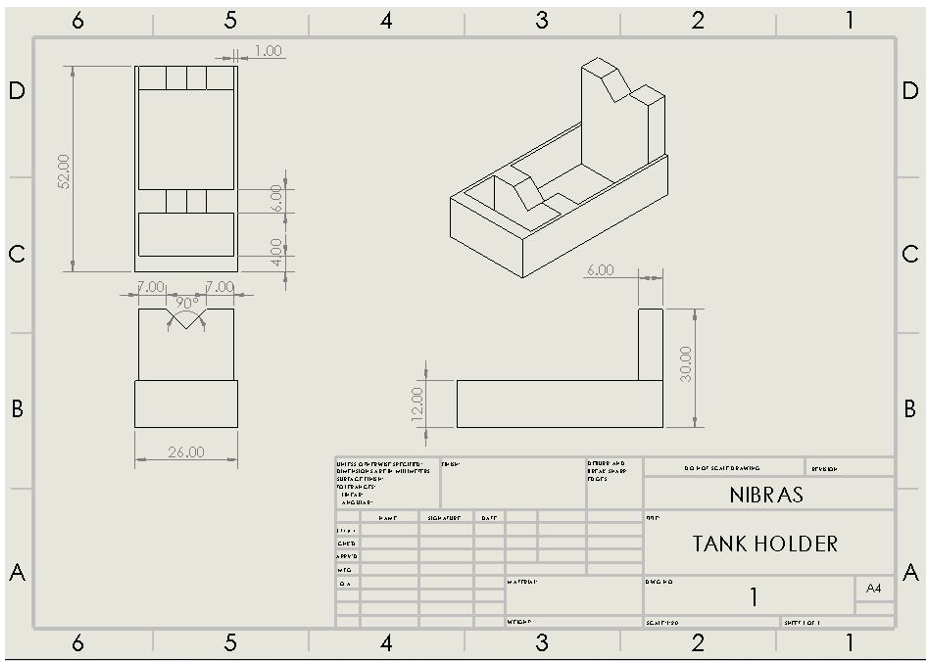 6 5 4 3 2 1
1.00
D D
52.00
6.00
C C
4.00
6.00
7.00 7.00
90°
30.00
12.00
B B
26.00
UNLESS OTHERWISE SPECIFIED:
DIMENSIONS ARE IN MILLIMETERS
SURFACE FINISH:
TOLERANCES:
LINEAR:
ANGULAR:
FINISH:
DEBURR AND
BREAK SHARP
EDGES
DO NOT SCALE DRAWING
REVISION
NIBRAS
NAME SIGNATURE DATE
TITLE:
CHK'D
APPV'D
MFG
Q.A
TANK HOLDER
A A
MATERIAL:
DWG NO.
1
A4
WEIGHT:
SHEET 1 OF 1
6 5 4 3 2 1